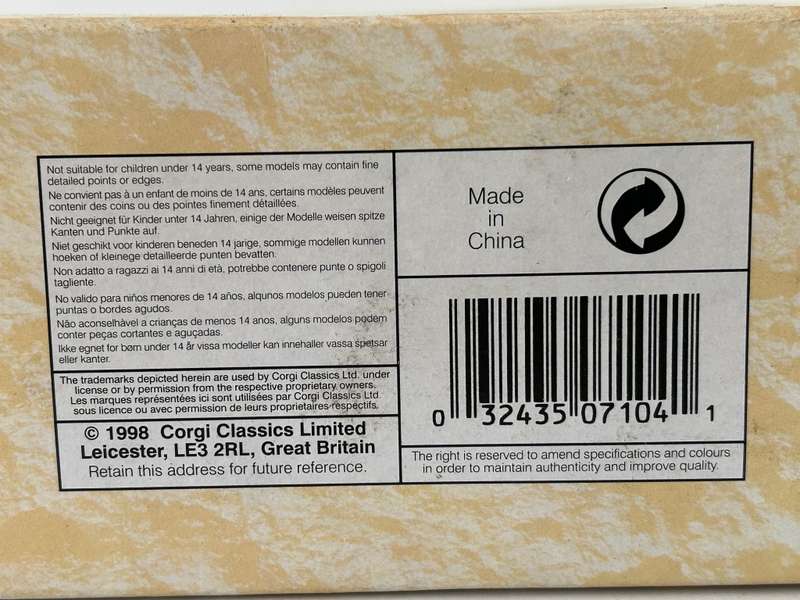 Not suitable for children under 14 years, some models may contain fine
detailed points or edges.
Ne convient pas à un enfant de moins de 14 ans, certains modèles peuvent
contenir des coins ou des pointes finement détaillées.
Nicht geeignet für Kinder unter 14 Jahren, einige der Modelle weisen spitze
Kanten und Punkte auf.
Niet geschikt voor kinderen beneden 14 jarige, sommige modellen kunnen
hoeken of kleinege detailleerde punten bevatten.
Non adatto a ragazzi ai 14 anni di età, potrebbe contenere punte o spigoli
tagliente.
No valido para niños menores de 14 años, alqunos modelos pueden tener
puntas o bordes agudos.
Não aconselhável a crianças de menos 14 anos, alguns modelos podem
conter peças cortantes e aguçadas.
Ikke egnet for børn under 14 år vissa modeller kan innehaller vassa spetsar
eller kanter.
The trademarks depicted herein are used by Corgi Classics Ltd. under
license or by permission from the respective proprietary owners.
Les marques représentées ici sont utilisées par Corgi Classics Ltd.
sous licence ou avec permission de leurs proprietaires respectifs.
© 1998 Corgi Classics Limited
Leicester, LE3 2RL, Great Britain
Retain this address for future reference.
Made
in
China
0 32435 07104 1
The right is reserved to amend specifications and colours
in order to maintain authenticity and improve quality.